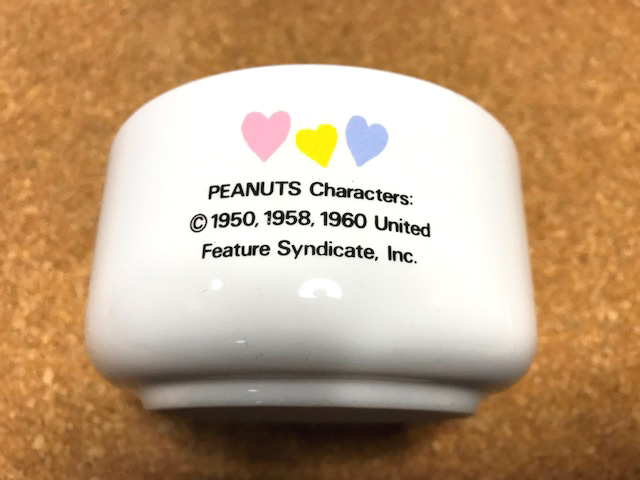 PEANUTS Characters:
© 1950, 1958, 1960 United
Feature Syndicate, Inc.